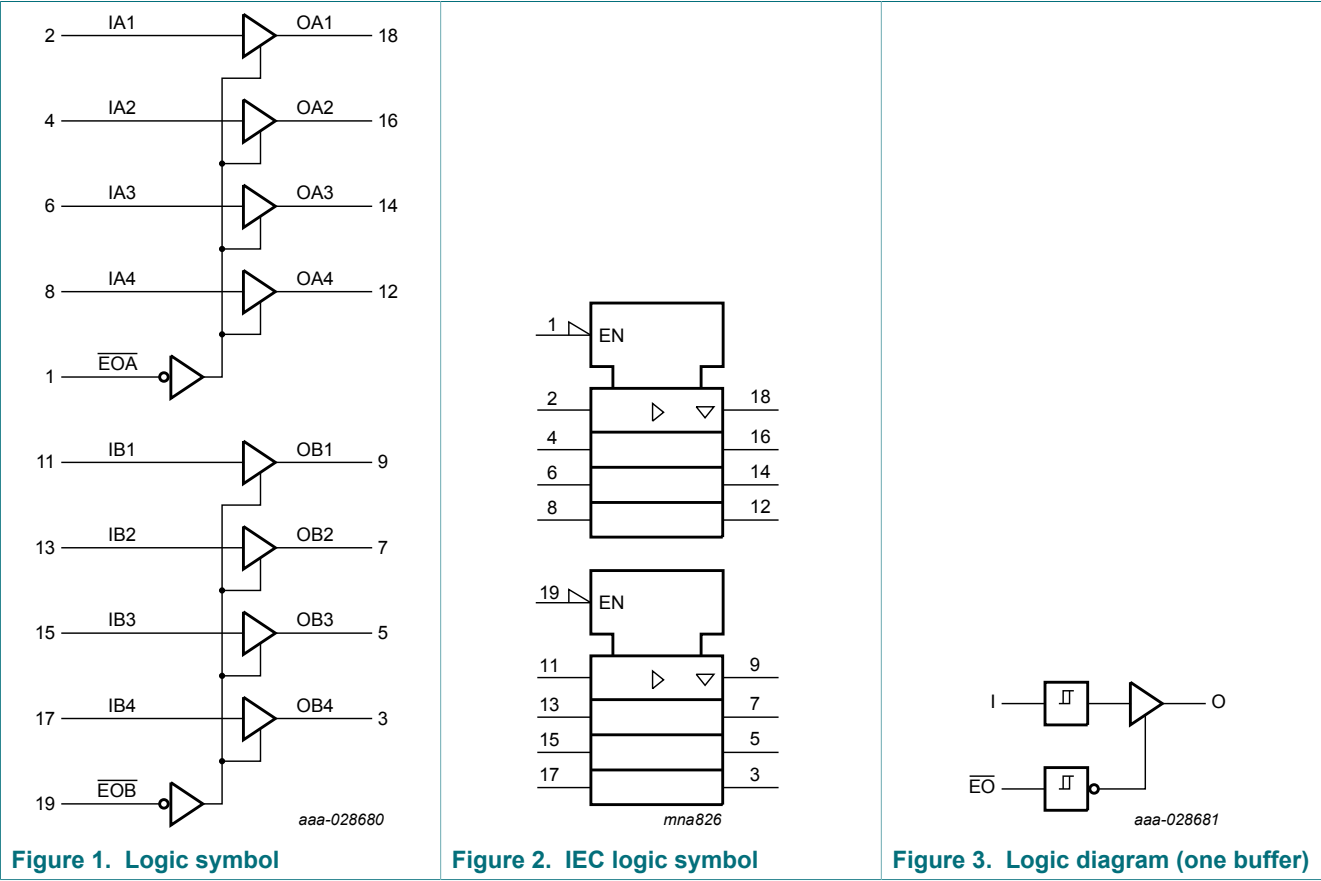 2 IA1 OA1 18
4 IA2 OA2 16
6 IA3 OA3 14
8 IA4 OA4 12
1 EOA
11 IB1 OB1 9
13 IB2 OB2 7
15 IB3 OB3 5
17 IB4 OB4 3
19 EOB
aaa-028680
Figure 1. Logic symbol
1 EN
2 18
4 16
6 14
8 12
19 EN
11 9
13 7
15 5
17 3
mna826
Figure 2. IEC logic symbol
I O
EO
aaa-028681
Figure 3. Logic diagram (one buffer)